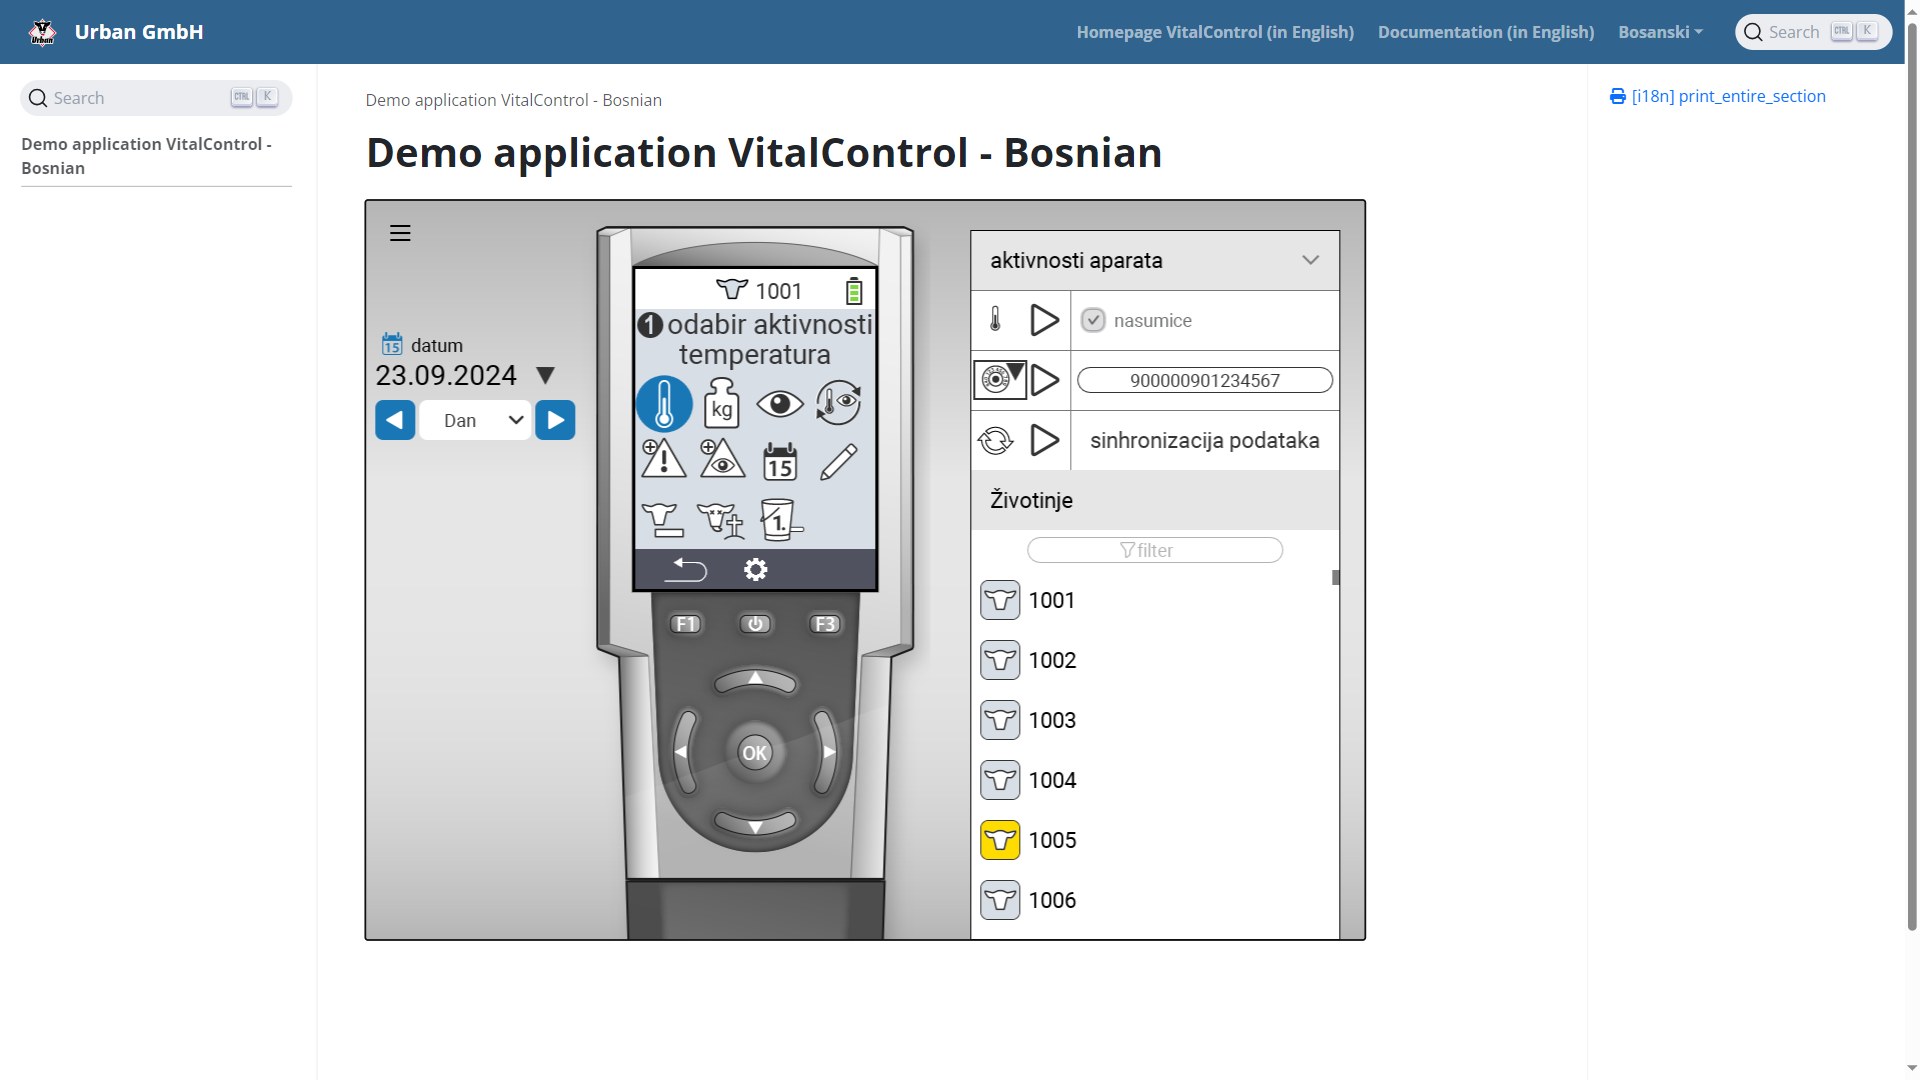 Urban GmbH
Homepage VitalControl (in English)
Documentation (in English)
Bosanski
Search CTRL K
Search CTRL K
Demo application VitalControl -
Bosnian
Demo application VitalControl - Bosnian
[i18n] print_entire_section
Demo application VitalControl - Bosnian
15 datum
23.09.2024
Dan
1001
1 odabir aktivnosti
temperatura
kg
15
1.
F1
F3
OK
aktivnosti aparata
nasumice
900000901234567
sinhronizacija podataka
Životinje
filter
1001
1002
1003
1004
1005
1006